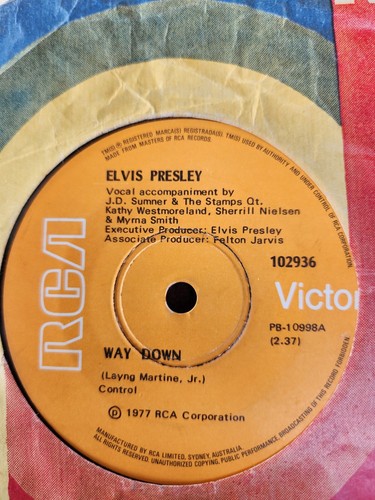 TM(S) ® REGISTERED MARCA(S) REGISTRADA(S) TM(S) USED BY AUTHORITY AND UNDER CONTROL OF RCA CORPORATION
MADE FROM MASTERS OF RCA RECORDS.
ELVIS PRESLEY
Vocal accompaniment by
J.D. Sumner & The Stamps Qt.
Kathy Westmoreland, Sherrill Nielsen
& Myrna Smith
Executive Producer: Elvis Presley
Associate Producer: Felton Jarvis
102936
RCA
Victor
PB-10998A
(2.37)
WAY DOWN
(Layng Martine, Jr.)
Control
℗ 1977 RCA Corporation
MANUFACTURED BY RCA LIMITED, SYDNEY, AUSTRALIA.
ALL RIGHTS RESERVED. UNAUTHORIZED COPYING, PUBLIC PERFORMANCE, BROADCASTING OF THIS RECORD FORBIDDEN